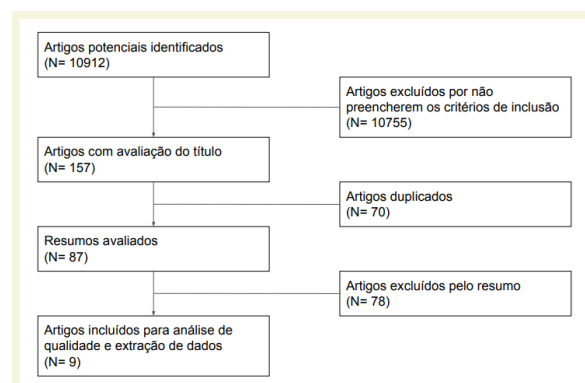 Artigos potenciais identificados
(N= 10912)
Artigos excluídos por não
preencherem os critérios de inclusão
(N= 10755)
Artigos com avaliação do título
(N= 157)
Artigos duplicados
(N= 70)
Resumos avaliados
(N= 87)
Artigos excluídos pelo resumo
(N= 78)
Artigos incluídos para análise de
qualidade e extração de dados
(N= 9)